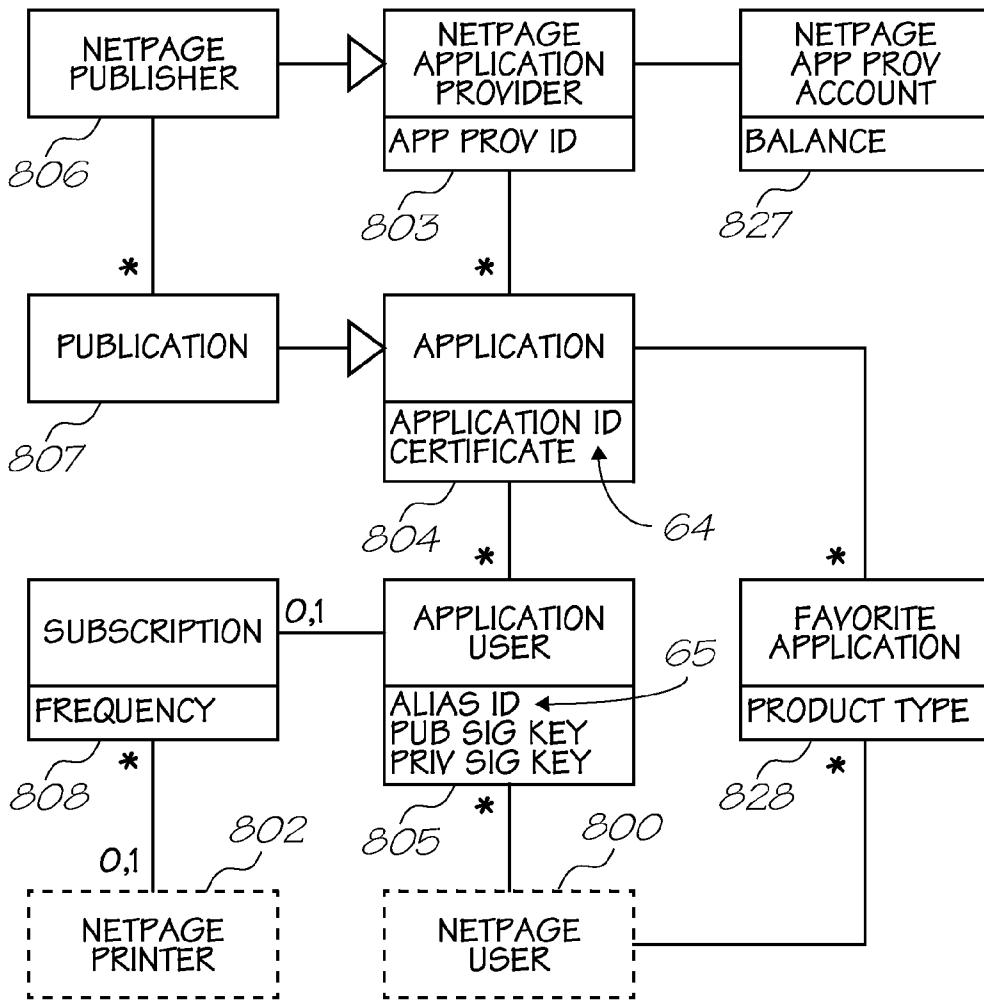 NETPAGE
PUBLISHER
NETPAGE
APPLICATION
PROVIDER
APP PROV ID
NETPAGE
APP PROV
ACCOUNT
BALANCE
806
803
827
*
*
PUBLICATION
APPLICATION
APPLICATION ID
CERTIFICATE
807
804
64
*
*
SUBSCRIPTION
FREQUENCY
0,1
APPLICATION
USER
ALIAS ID
PUB SIG KEY
PRIV SIG KEY
65
FAVORITE
APPLICATION
PRODUCT TYPE
*
*
*
808
805
828
802
800
0,1
NETPAGE
PRINTER
NETPAGE
USER